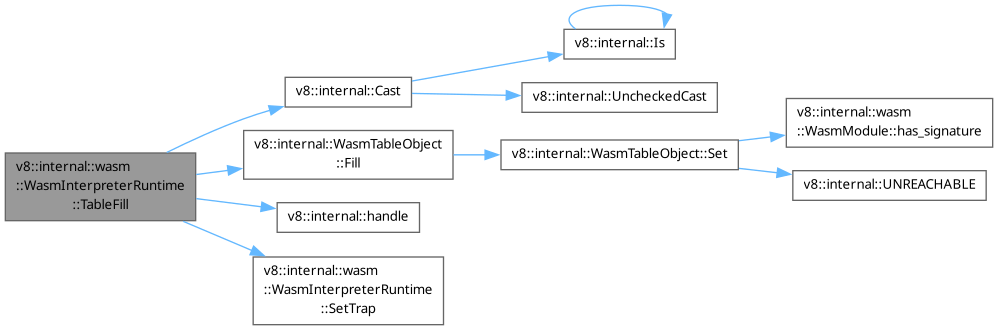 v8::internal::wasm
::WasmInterpreterRuntime
::TableFill
v8::internal::Cast
v8::internal::Is
v8::internal::UncheckedCast
v8::internal::WasmTableObject
::Fill
v8::internal::WasmTableObject::Set
v8::internal::wasm
::WasmModule::has_signature
v8::internal::UNREACHABLE
v8::internal::handle
v8::internal::wasm
::WasmInterpreterRuntime
::SetTrap